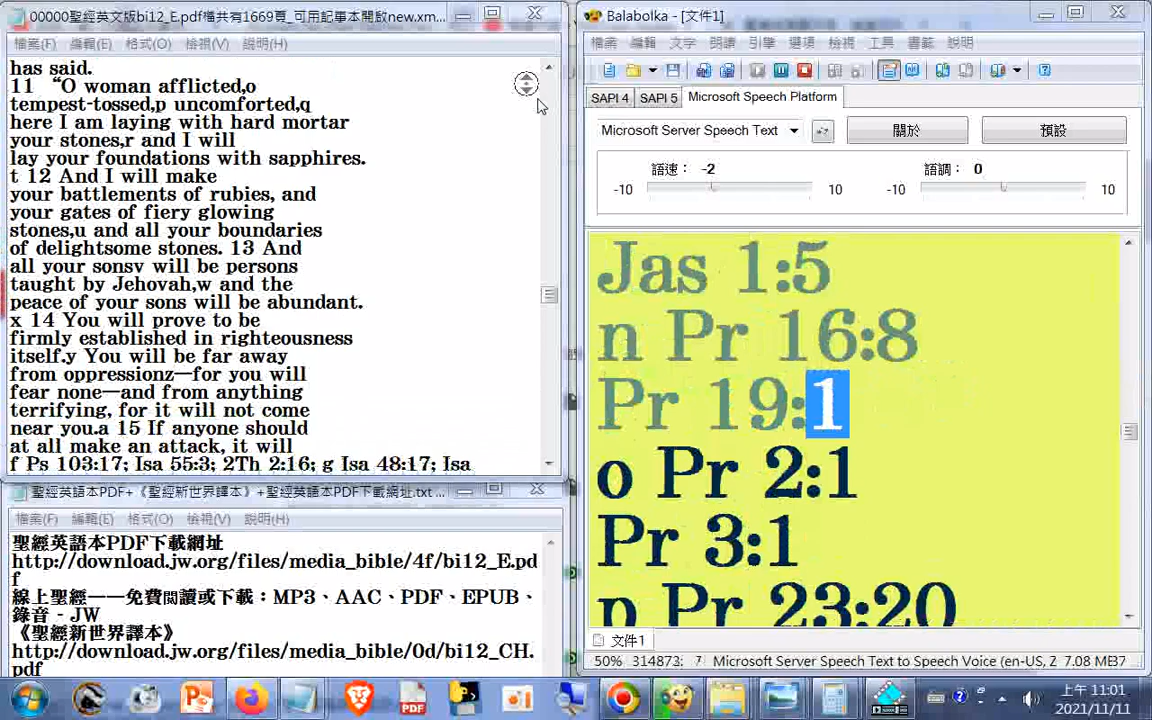 00000聖經英文版bi12_E.pdf檔共有1669頁_可用記事本開啟new.xm...
檔案(F) 編輯(E) 格式(O) 檢視(V) 說明(H)
has said.
11 “O woman afflicted,o
tempest-tossed,p uncomforted,q
here I am laying with hard mortar
your stones,r and I will
lay your foundations with sapphires.
t 12 And I will make
your battlements of rubies, and
your gates of fiery glowing
stones,u and all your boundaries
of delightsome stones. 13 And
all your sonsv will be persons
taught by Jehovah,w and the
peace of your sons will be abundant.
x 14 You will prove to be
firmly established in righteousness
itself.y You will be far away
from oppressionz—for you will
fear none—and from anything
terrifying, for it will not come
near you.a 15 If anyone should
at all make an attack, it will
f Ps 103:17; Isa 55:3; 2Th 2:16; g Isa 48:17; Isa
聖經英語本PDF+《聖經新世界譯本》+聖經英語本PDF下載網址.txt ...
檔案(F) 編輯(E) 格式(O) 檢視(V) 說明(H)
聖經英語本PDF下載網址
http://download.jw.org/files/media_bible/4f/bi12_E.pd
f
線上聖經——免費閱讀或下載：MP3、AAC、PDF、EPUB、
錄音 - JW
《聖經新世界譯本》
http://download.jw.org/files/media_bible/0d/bi12_CH.
pdf
Balabolka - [文件1]
檔案 編輯 文字 朗讀 引擎 選項 檢視 工具 書籤 說明
SAPI 4 SAPI 5 Microsoft Speech Platform
Microsoft Server Speech Text 關於 預設
語速： -2 語調： 0
-10 10 -10 10
Jas 1:5
n Pr 16:8
Pr 19:1
o Pr 2:1
Pr 3:1
p Pr 23:20
文件1
50% 314873: 7 Microsoft Server Speech Text to Speech Voice (en-US, Z 7.08 MB37
上午 11:01
2021/11/11